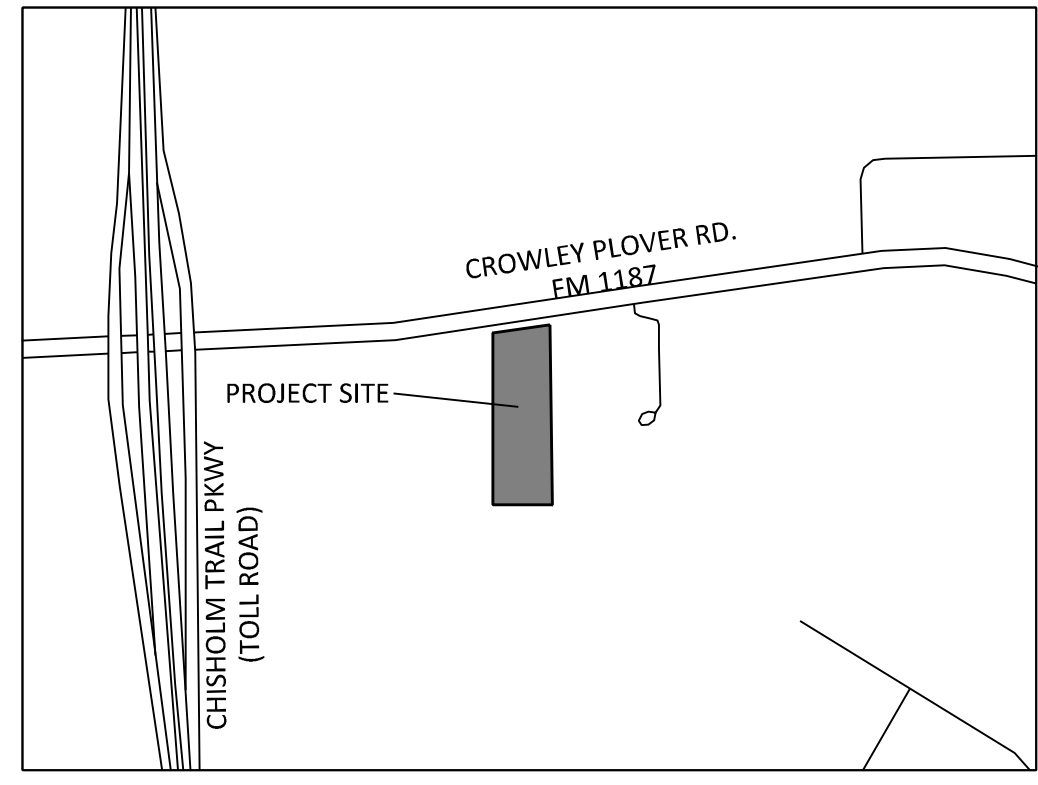 CROWLEY PLOVER RD.
FM 1187
PROJECT SITE
CHISHOLM TRAIL PKWY
(TOLL ROAD)